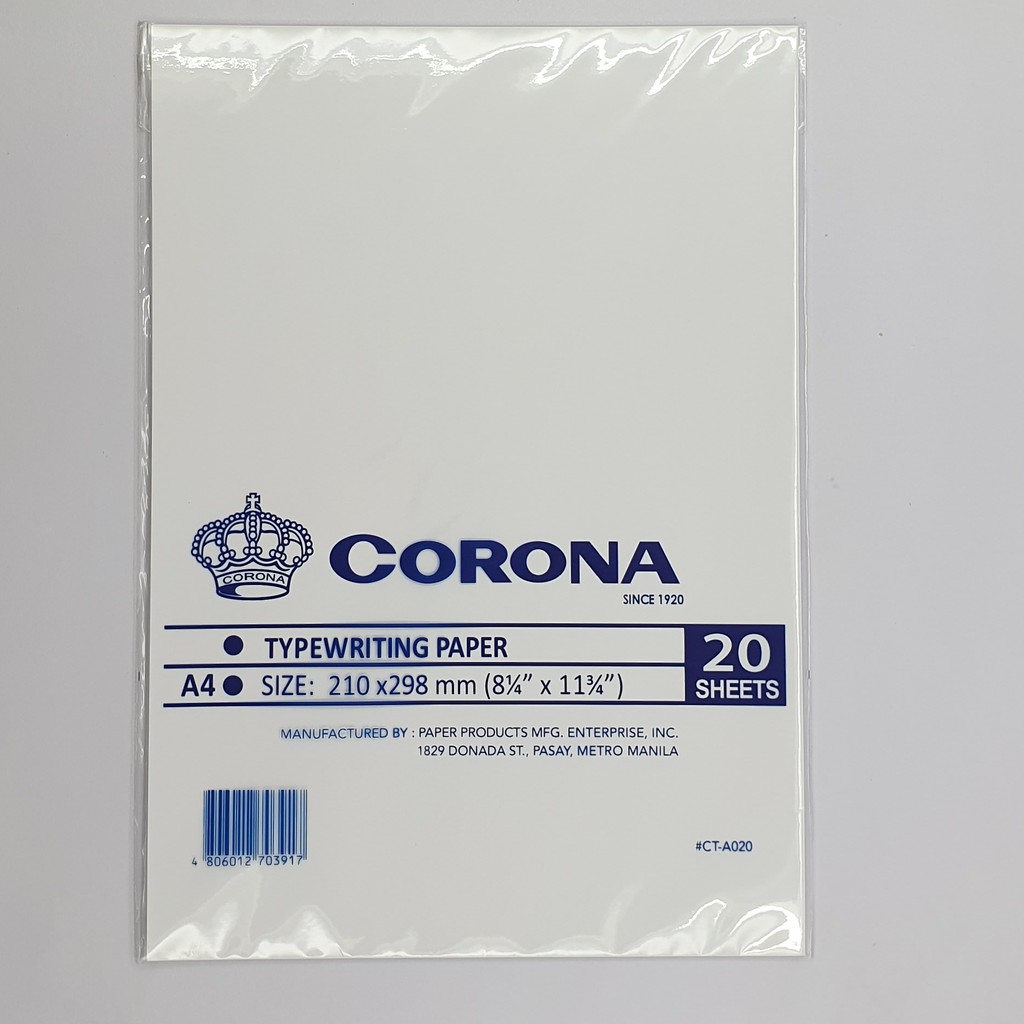 CORONA
CORONA
SINCE 1920
TYPEWRITING PAPER
A4 SIZE: 210 x298 mm (8¼” x 11¾”)
20
SHEETS
MANUFACTURED BY : PAPER PRODUCTS MFG. ENTERPRISE, INC.
1829 DONADA ST., PASAY, METRO MANILA
4 806012 703917
#CT-A020